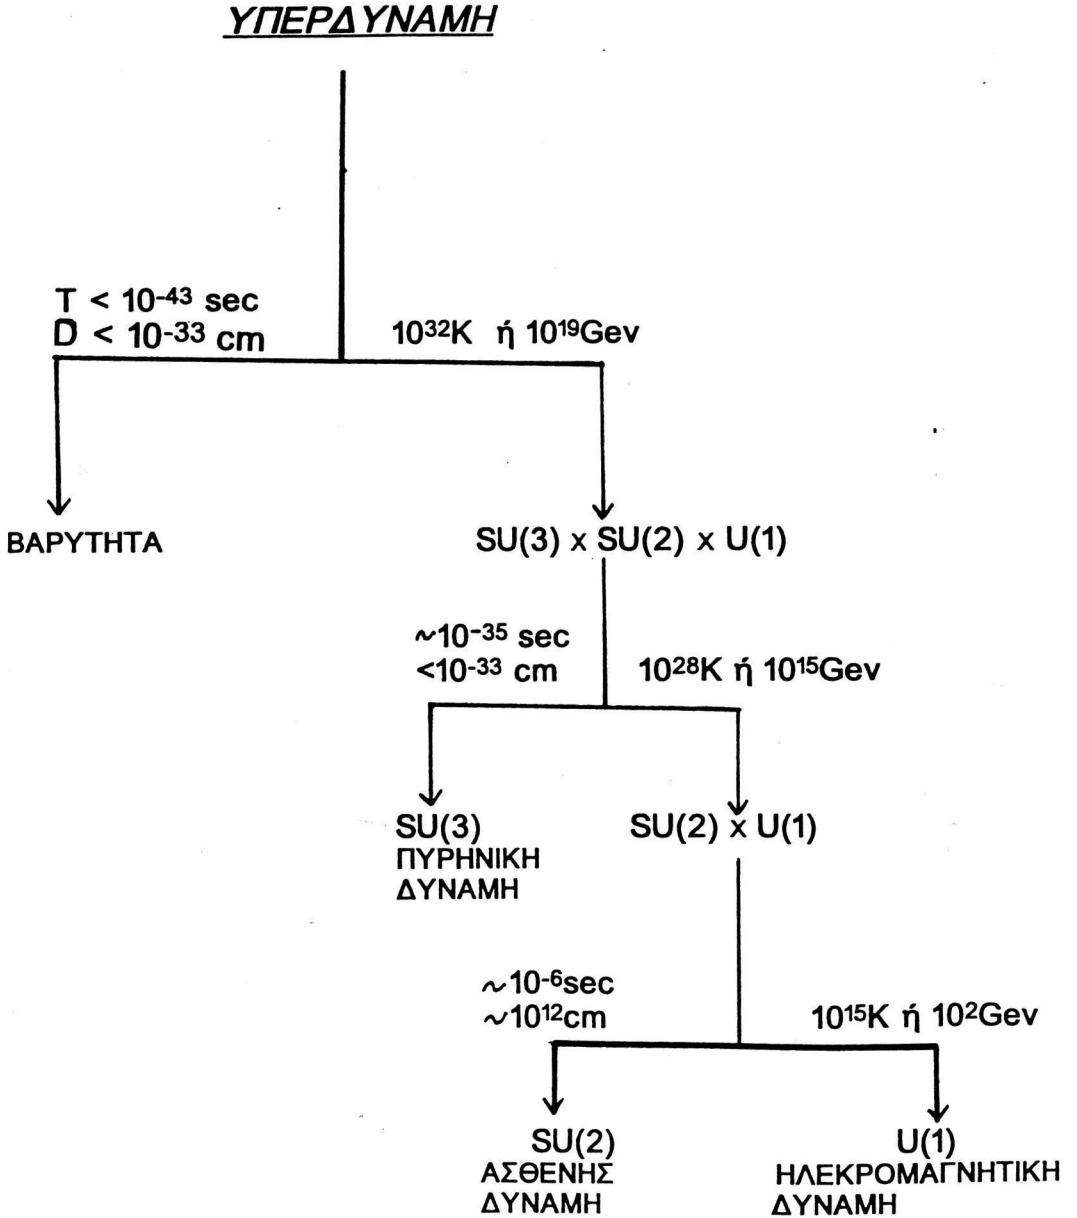 ΥΠΕΡΔΥΝΑΜΗ
T < 10⁻⁴³ sec
D < 10⁻³³ cm
10³²K ή 10¹⁹Gev
ΒΑΡΥΤΗΤΑ
SU(3) x SU(2) x U(1)
~10⁻³⁵ sec
<10⁻³³ cm
10²⁸K ή 10¹⁵Gev
SU(3)
ΠΥΡΗΝΙΚΗ
ΔΥΝΑΜΗ
SU(2) x U(1)
~10⁻⁶sec
~10¹²cm
10¹⁵K ή 10²Gev
SU(2)
ΑΣΘΕΝΗΣ
ΔΥΝΑΜΗ
U(1)
ΗΛΕΚΡΟΜΑΓΝΗΤΙΚΗ
ΔΥΝΑΜΗ